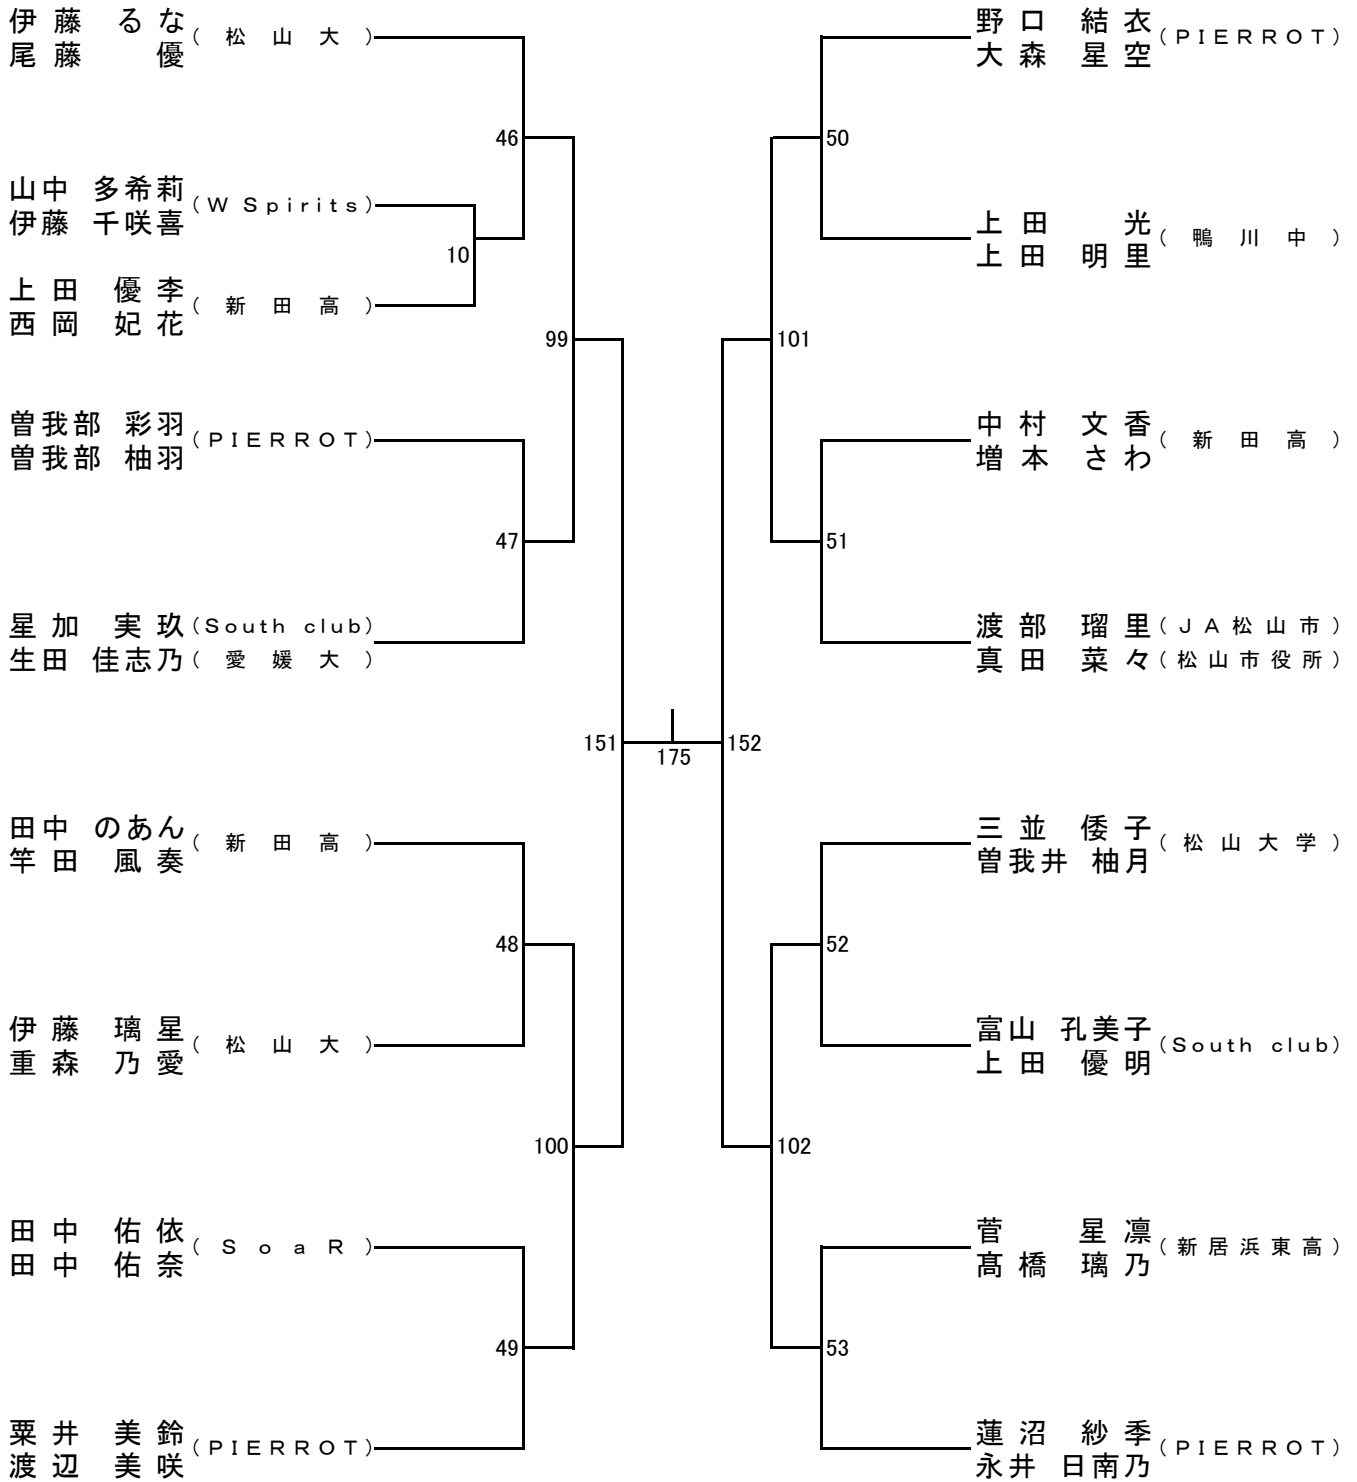 伊藤 るな
尾藤 優
(松山大)
46
山中 多希莉
伊藤 千咲喜
(W Spirits)
10
上田 優李
西岡 妃花
(新田高)
99
曽我部 彩羽
曽我部 柚羽
(PIERROT)
47
星加 実玖(South club)
生田 佳志乃(愛媛大)
151
田中 のあん
竿田 風奏
(新田高)
48
伊藤 璃星
重森 乃愛
(松山大)
100
田中 佑依
田中 佑奈
(SoaR)
49
粟井 美鈴
渡辺 美咲
(PIERROT)
175
野口 結衣
大森 星空
(PIERROT)
50
上田 光
上田 明里
(鴨川中)
101
中村 文香
増本 さわ
(新田高)
51
渡部 瑠里(JA松山市)
真田 菜々(松山市役所)
152
三並 倭子
曽我井 柚月
(松山大学)
52
富山 孔美子
上田 優明
(South club)
102
菅 星凛
髙橋 璃乃
(新居浜東高)
53
蓮沼 紗季
永井 日南乃
(PIERROT)